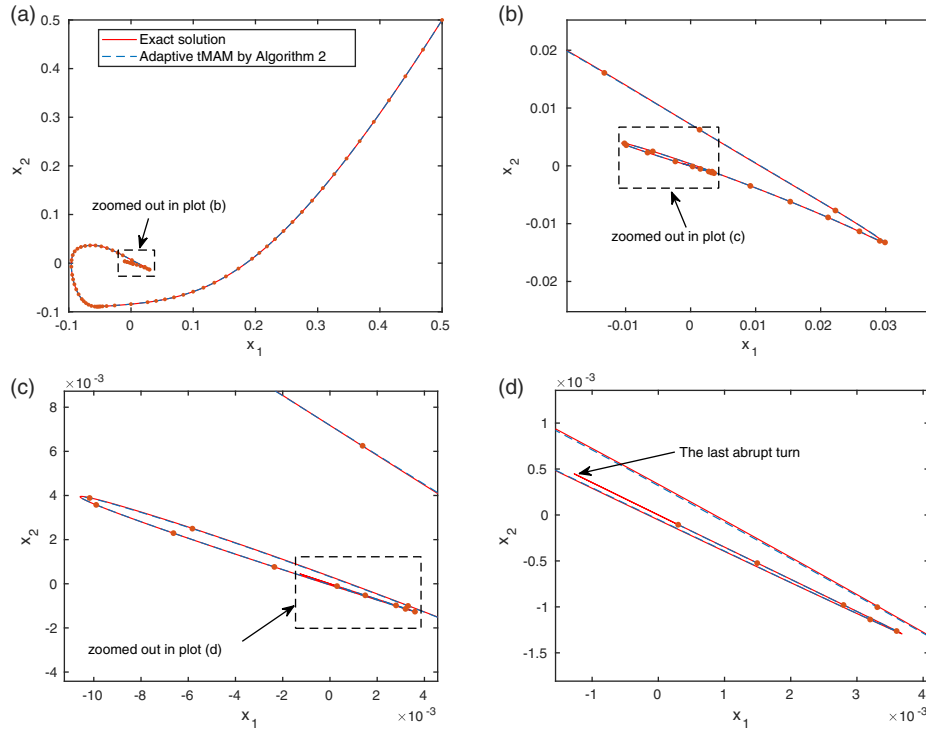 (a)
0.5
0.4
0.3
0.2
0.1
0
-0.1
x2
Exact solution
Adaptive tMAM by Algorithm 2
zoomed out in plot (b)
-0.1 0 0.1 0.2 0.3 0.4 0.5
x1
(b)
0.02
0.01
0
-0.01
-0.02
x2
zoomed out in plot (c)
-0.01 0 0.01 0.02 0.03
x1
(c)
×10-3
8
6
4
2
0
-2
-4
x2
zoomed out in plot (d)
-10 -8 -6 -4 -2 0 2 4
x1
×10-3
(d)
×10-3
1
0.5
0
-0.5
-1
-1.5
x2
The last abrupt turn
-1 0 1 2 3 4
x1
×10-3